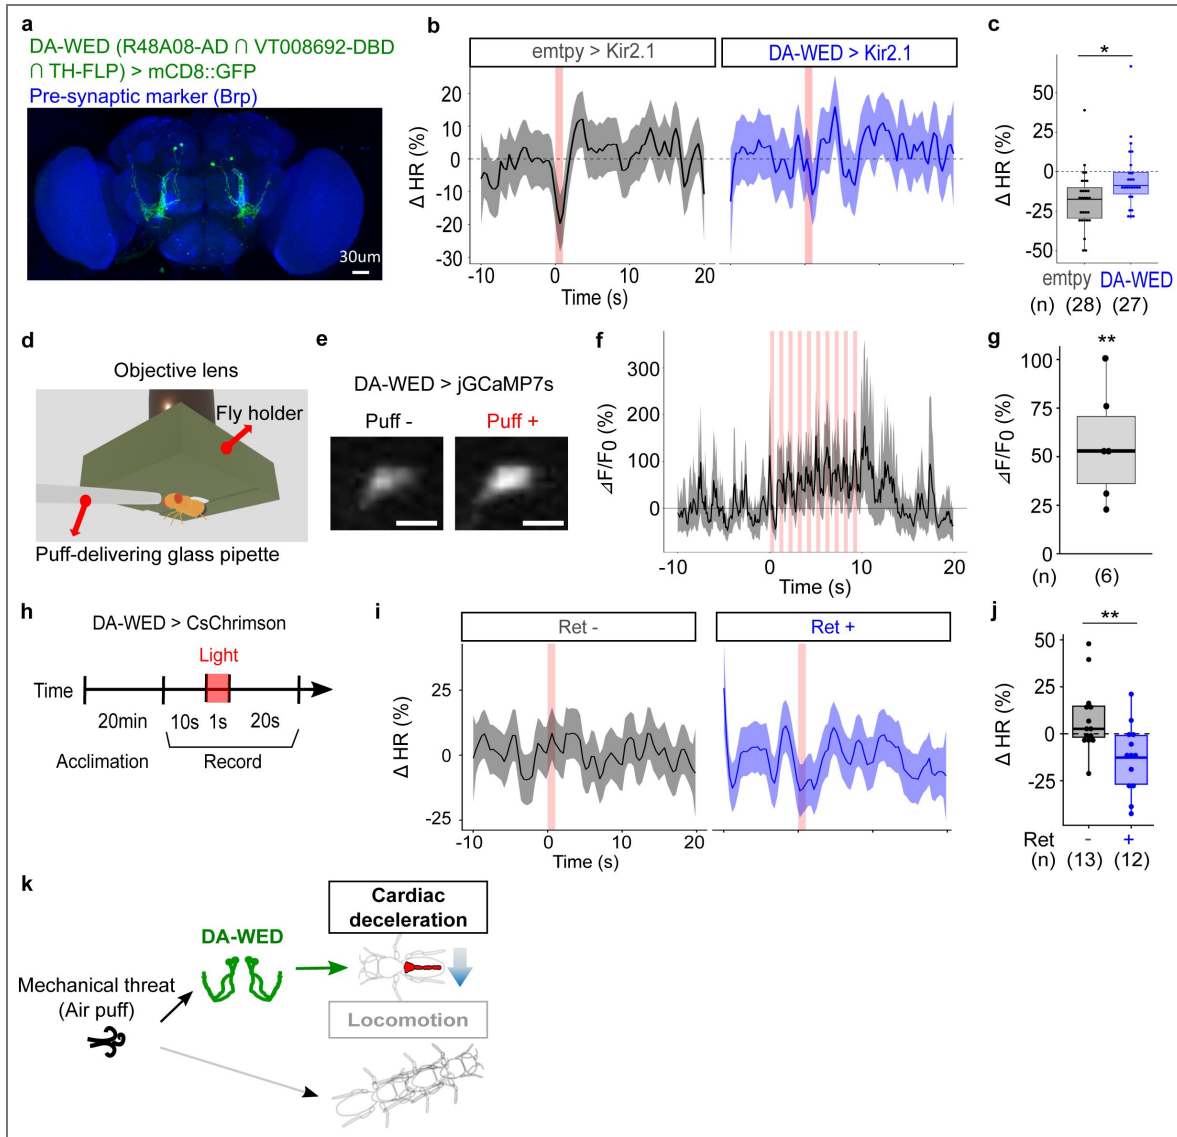 a
DA-WED (R48A08-AD ∩ VT008692-DBD
∩ TH-FLP) > mCD8::GFP
Pre-synaptic marker (Brp)
30um
b
emtpy > Kir2.1
DA-WED > Kir2.1
Δ HR (%)
20
10
0
-10
-20
-30
-10
0
10
20
-10
0
10
20
Time (s)
c
*
Δ HR (%)
50
25
0
-25
-50
emtpy
DA-WED
(n) (28) (27)
d
Objective lens
Fly holder
Puff-delivering glass pipette
e
DA-WED > jGCaMP7s
Puff -
Puff +
f
⊿F/F0 (%)
300
200
100
0
-10
0
10
20
Time (s)
g
**
⊿F/F0 (%)
100
75
50
25
0
(n) (6)
h
DA-WED > CsChrimson
Light
Time
20min 10s 1s 20s
Acclimation Record
i
Ret -
Ret +
Δ HR (%)
25
0
-25
-10
0
10
20
Time (s)
j
**
Δ HR (%)
50
25
0
-25
Ret - +
(n) (13) (12)
k
Mechanical threat
(Air puff)
DA-WED
Cardiac
deceleration
Locomotion